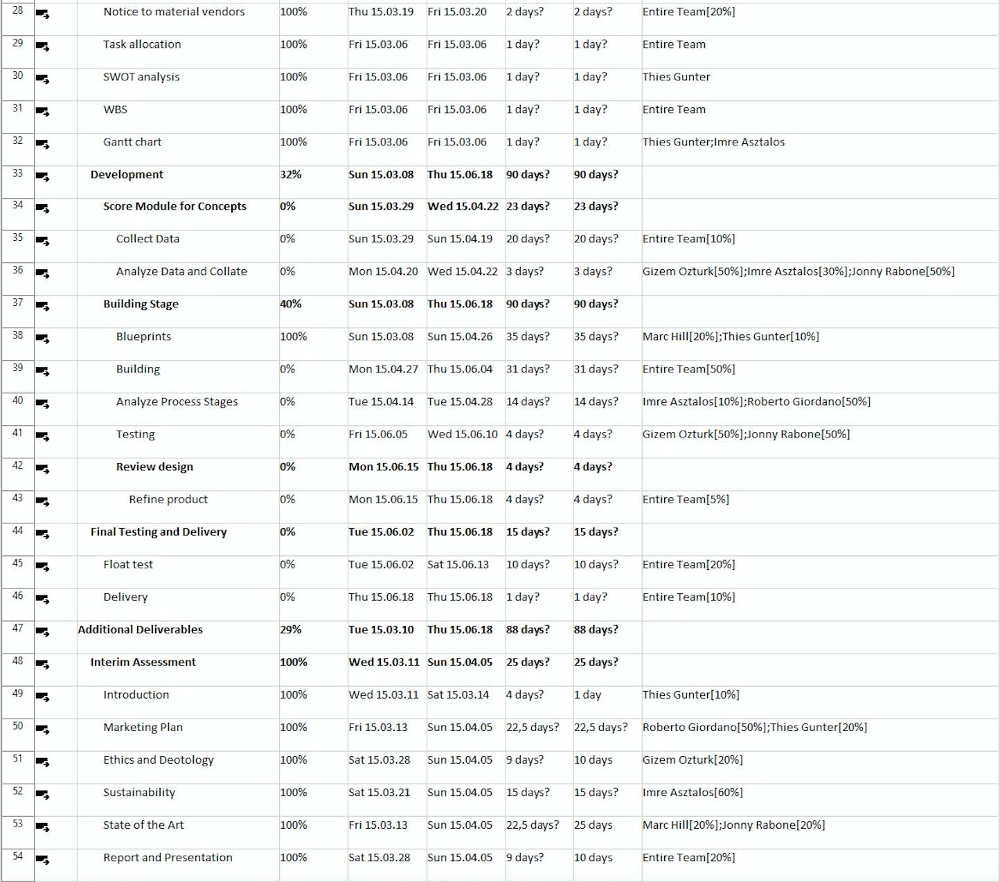 28 Notice to material vendors 100% Thu 15.03.19 Fri 15.03.20 2 days? 2 days? Entire Team[20%]
29 Task allocation 100% Fri 15.03.06 Fri 15.03.06 1 day? 1 day? Entire Team
30 SWOT analysis 100% Fri 15.03.06 Fri 15.03.06 1 day? 1 day? Thies Gunter
31 WBS 100% Fri 15.03.06 Fri 15.03.06 1 day? 1 day? Entire Team
32 Gantt chart 100% Fri 15.03.06 Fri 15.03.06 1 day? 1 day? Thies Gunter;Imre Asztalos
33 Development 32% Sun 15.03.08 Thu 15.06.18 90 days? 90 days?
34 Score Module for Concepts 0% Sun 15.03.29 Wed 15.04.22 23 days? 23 days?
35 Collect Data 0% Sun 15.03.29 Sun 15.04.19 20 days? 20 days? Entire Team[10%]
36 Analyze Data and Collate 0% Mon 15.04.20 Wed 15.04.22 3 days? 3 days? Gizem Ozturk[50%];Imre Asztalos[30%];Jonny Rabone[50%]
37 Building Stage 40% Sun 15.03.08 Thu 15.06.18 90 days? 90 days?
38 Blueprints 100% Sun 15.03.08 Sun 15.04.26 35 days? 35 days? Marc Hill[20%];Thies Gunter[10%]
39 Building 0% Mon 15.04.27 Thu 15.06.04 31 days? 31 days? Entire Team[50%]
40 Analyze Process Stages 0% Tue 15.04.14 Tue 15.04.28 14 days? 14 days? Imre Asztalos[10%];Roberto Giordano[50%]
41 Testing 0% Fri 15.06.05 Wed 15.06.10 4 days? 4 days? Gizem Ozturk[50%];Jonny Rabone[50%]
42 Review design 0% Mon 15.06.15 Thu 15.06.18 4 days? 4 days?
43 Refine product 0% Mon 15.06.15 Thu 15.06.18 4 days? 4 days? Entire Team[5%]
44 Final Testing and Delivery 0% Tue 15.06.02 Thu 15.06.18 15 days? 15 days?
45 Float test 0% Tue 15.06.02 Sat 15.06.13 10 days? 10 days? Entire Team[20%]
46 Delivery 0% Thu 15.06.18 Thu 15.06.18 1 day? 1 day? Entire Team[10%]
47 Additional Deliverables 29% Tue 15.03.10 Thu 15.06.18 88 days? 88 days?
48 Interim Assessment 100% Wed 15.03.11 Sun 15.04.05 25 days? 25 days?
49 Introduction 100% Wed 15.03.11 Sat 15.03.14 4 days? 1 day Thies Gunter[10%]
50 Marketing Plan 100% Fri 15.03.13 Sun 15.04.05 22,5 days? 22,5 days? Roberto Giordano[50%];Thies Gunter[20%]
51 Ethics and Deotology 100% Sat 15.03.28 Sun 15.04.05 9 days? 10 days Gizem Ozturk[20%]
52 Sustainability 100% Sat 15.03.21 Sun 15.04.05 15 days? 15 days? Imre Asztalos[60%]
53 State of the Art 100% Fri 15.03.13 Sun 15.04.05 22,5 days? 25 days Marc Hill[20%];Jonny Rabone[20%]
54 Report and Presentation 100% Sat 15.03.28 Sun 15.04.05 9 days? 10 days Entire Team[20%]